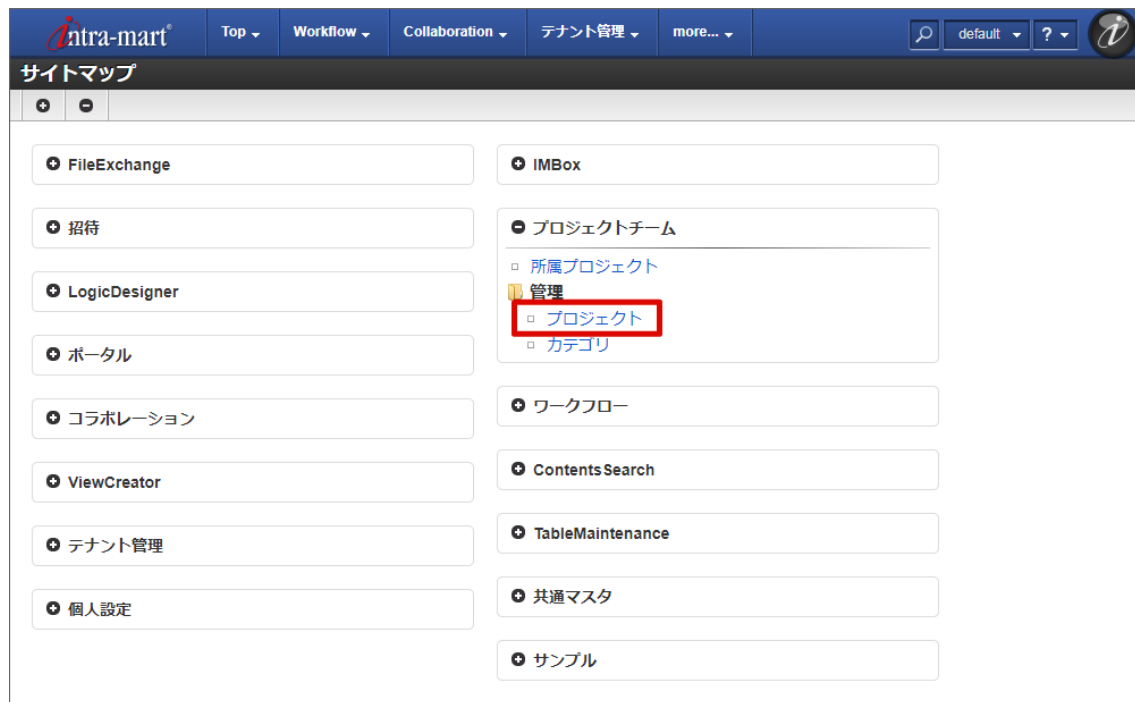 intra-mart® Top Workflow Collaboration テナント管理 more... default ?
サイトマップ
FileExchange
招待
LogicDesigner
ポータル
コラボレーション
ViewCreator
テナント管理
個人設定
IMBox
プロジェクトチーム
所属プロジェクト
管理
プロジェクト
カテゴリ
ワークフロー
ContentsSearch
TableMaintenance
共通マスタ
サンプル